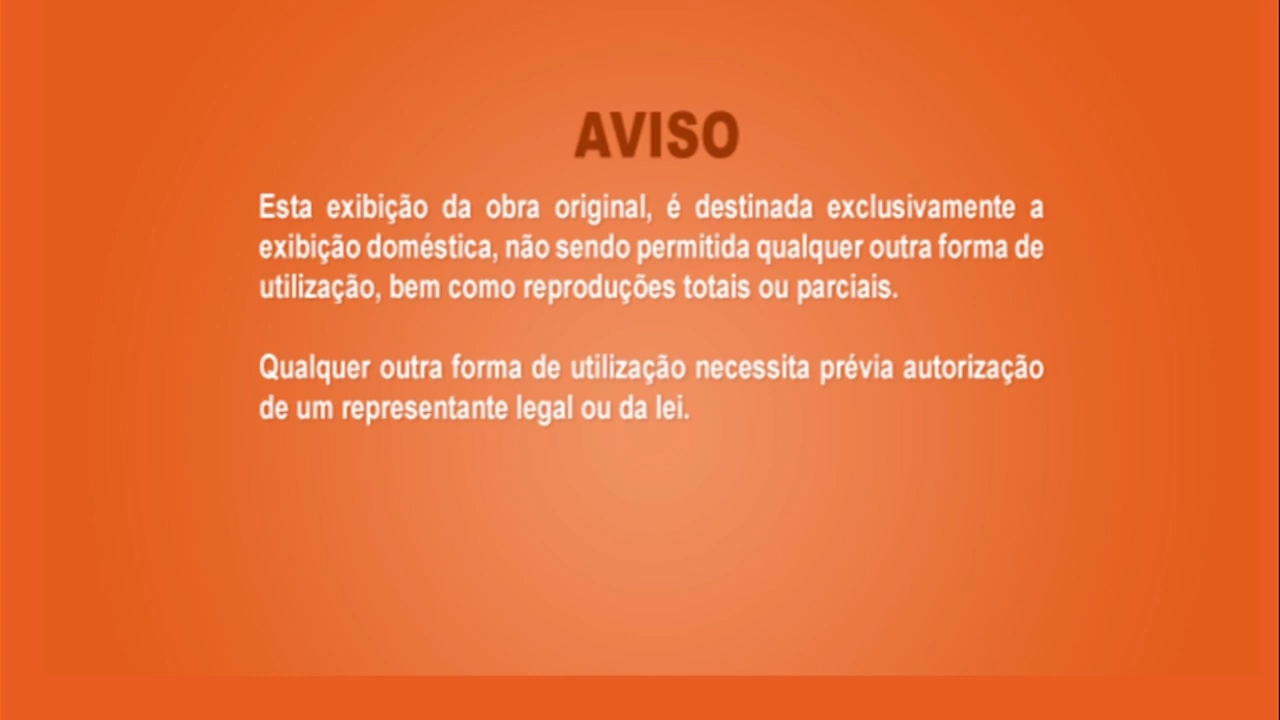 AVISO
Esta exibição da obra original, é destinada exclusivamente a
exibição doméstica, não sendo permitida qualquer outra forma de
utilização, bem como reproduções totais ou parciais.
Qualquer outra forma de utilização necessita prévia autorização
de um representante legal ou da lei.